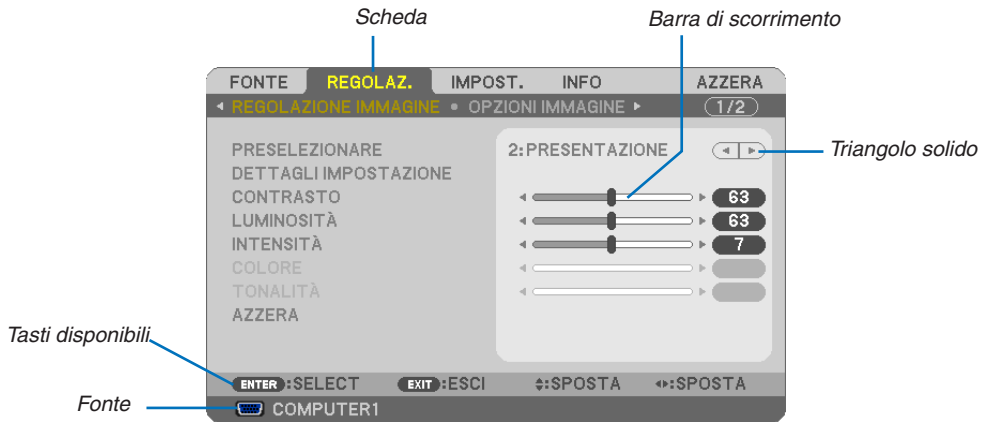 Scheda
Barra di scorrimento
FONTE REGOLAZ. IMPOST. INFO AZZERA
REGOLAZIONE IMMAGINE • OPZIONI IMMAGINE 1/2
PRESELEZIONARE 2:PRESENTAZIONE
Triangolo solido
DETTAGLI IMPOSTAZIONE
CONTRASTO 63
LUMINOSITÀ 63
INTENSITÀ 7
COLORE
TONALITÀ
AZZERA
Tasti disponibili
ENTER :SELECT EXIT :ESCI :SPOSTA :SPOSTA
Fonte
COMPUTER1